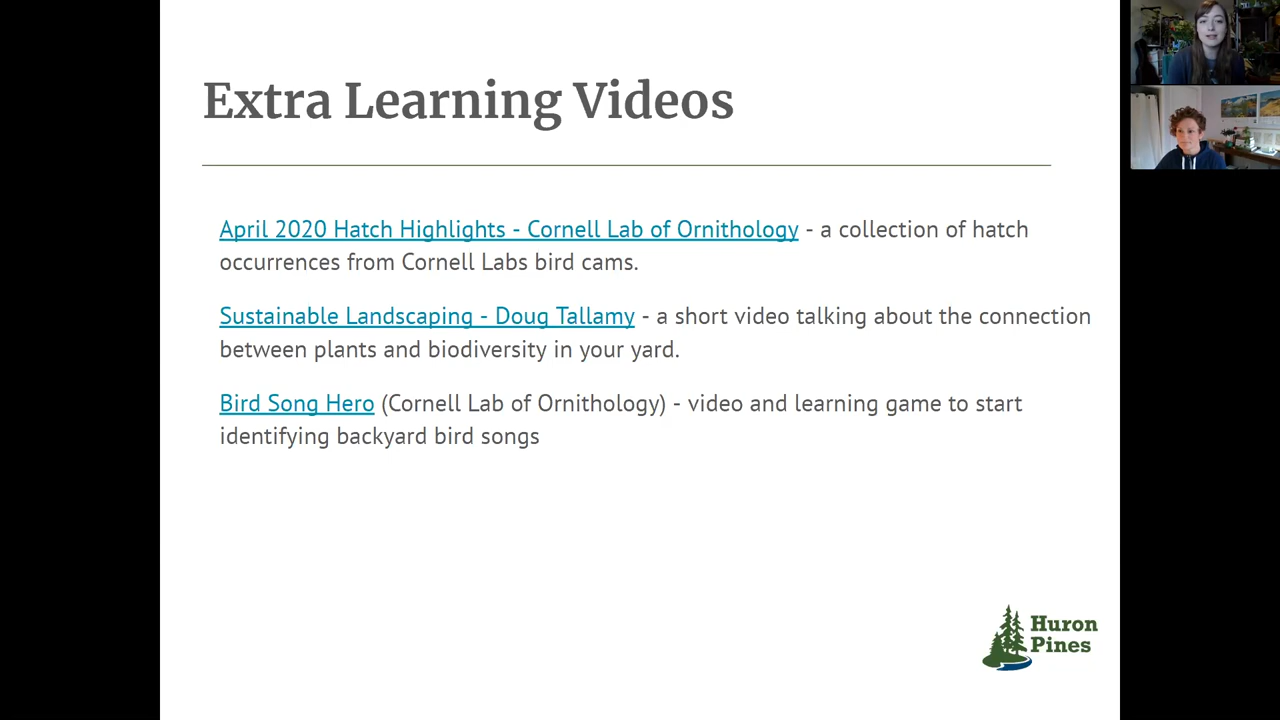 Extra Learning Videos
April 2020 Hatch Highlights - Cornell Lab of Ornithology - a collection of hatch
occurrences from Cornell Labs bird cams.
Sustainable Landscaping - Doug Tallamy - a short video talking about the connection
between plants and biodiversity in your yard.
Bird Song Hero (Cornell Lab of Ornithology) - video and learning game to start
identifying backyard bird songs
Huron
Pines